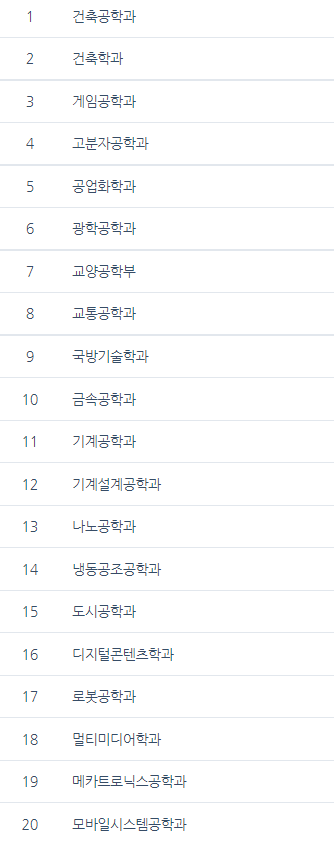 1 건축공학과
2 건축학과
3 게임공학과
4 고분자공학과
5 공업화학과
6 광학공학과
7 교양공학부
8 교통공학과
9 국방기술학과
10 금속공학과
11 기계공학과
12 기계설계공학과
13 나노공학과
14 냉동공조공학과
15 도시공학과
16 디지털콘텐츠학과
17 로봇공학과
18 멀티미디어학과
19 메카트로닉스공학과
20 모바일시스템공학과